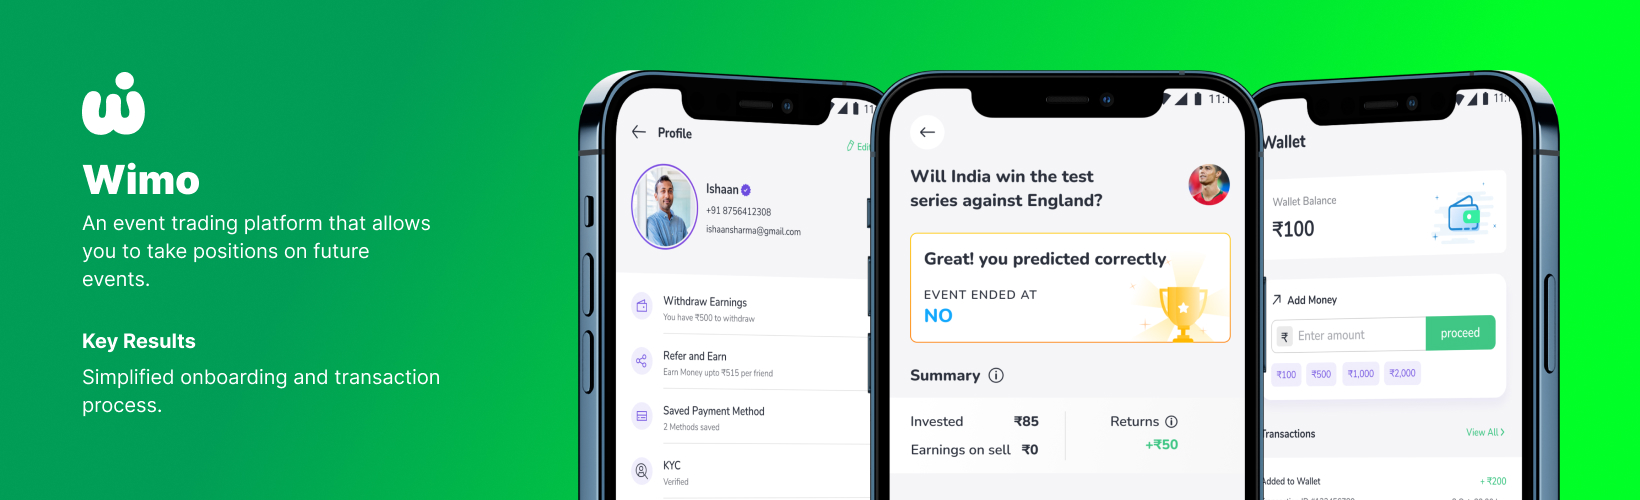 Wimo
An event trading platform that allows
you to take positions on future
events.
Key Results
Simplified onboarding and transaction
process.
Profile
Edit
Ishaan
+91 8756412308
ishaansharma@gmail.com
Withdraw Earnings
You have ₹500 to withdraw
Refer and Earn
Earn Money upto ₹515 per friend
Saved Payment Method
2 Methods saved
KYC
Verified
Will India win the test
series against England?
Great! you predicted correctly
EVENT ENDED AT
NO
Summary
Invested ₹85
Earnings on sell ₹0
Returns
+₹50
Wallet
Wallet Balance
₹100
Add Money
₹ Enter amount proceed
₹100 ₹500 ₹1,000 ₹2,000
Transactions View All
Added to Wallet + ₹200